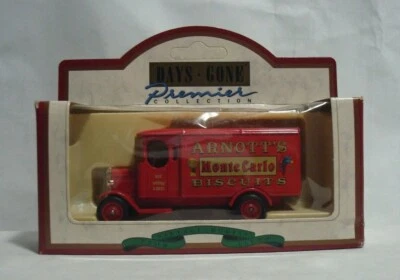 DAYS·GONE
Premier
COLLECTION
ARNOTT'S
Monte Carlo
BISCUITS